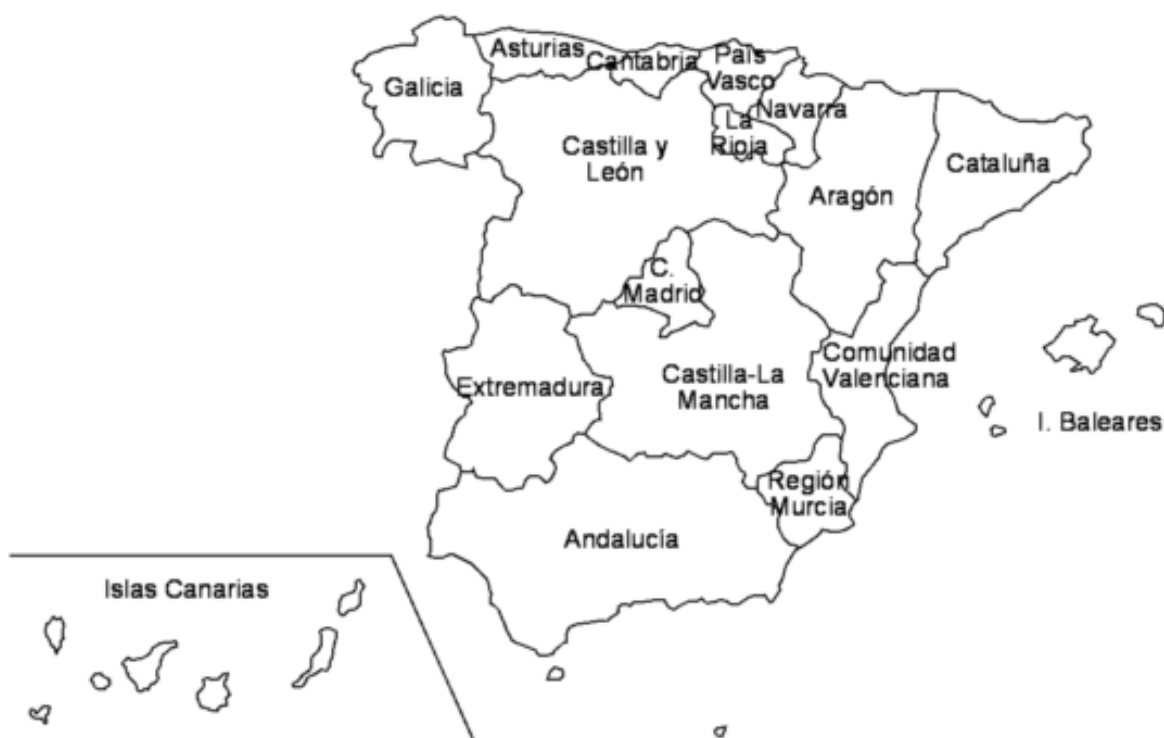 Asturias
Cantabria
País
Vasco
Galicia
Navarra
La
Rioja
Castilla y
León
Cataluña
Aragón
C.
Madrid
Comunidad
Valenciana
Extremadura
Castilla-La
Mancha
I. Baleares
Región
Murcia
Andalucía
Islas Canarias